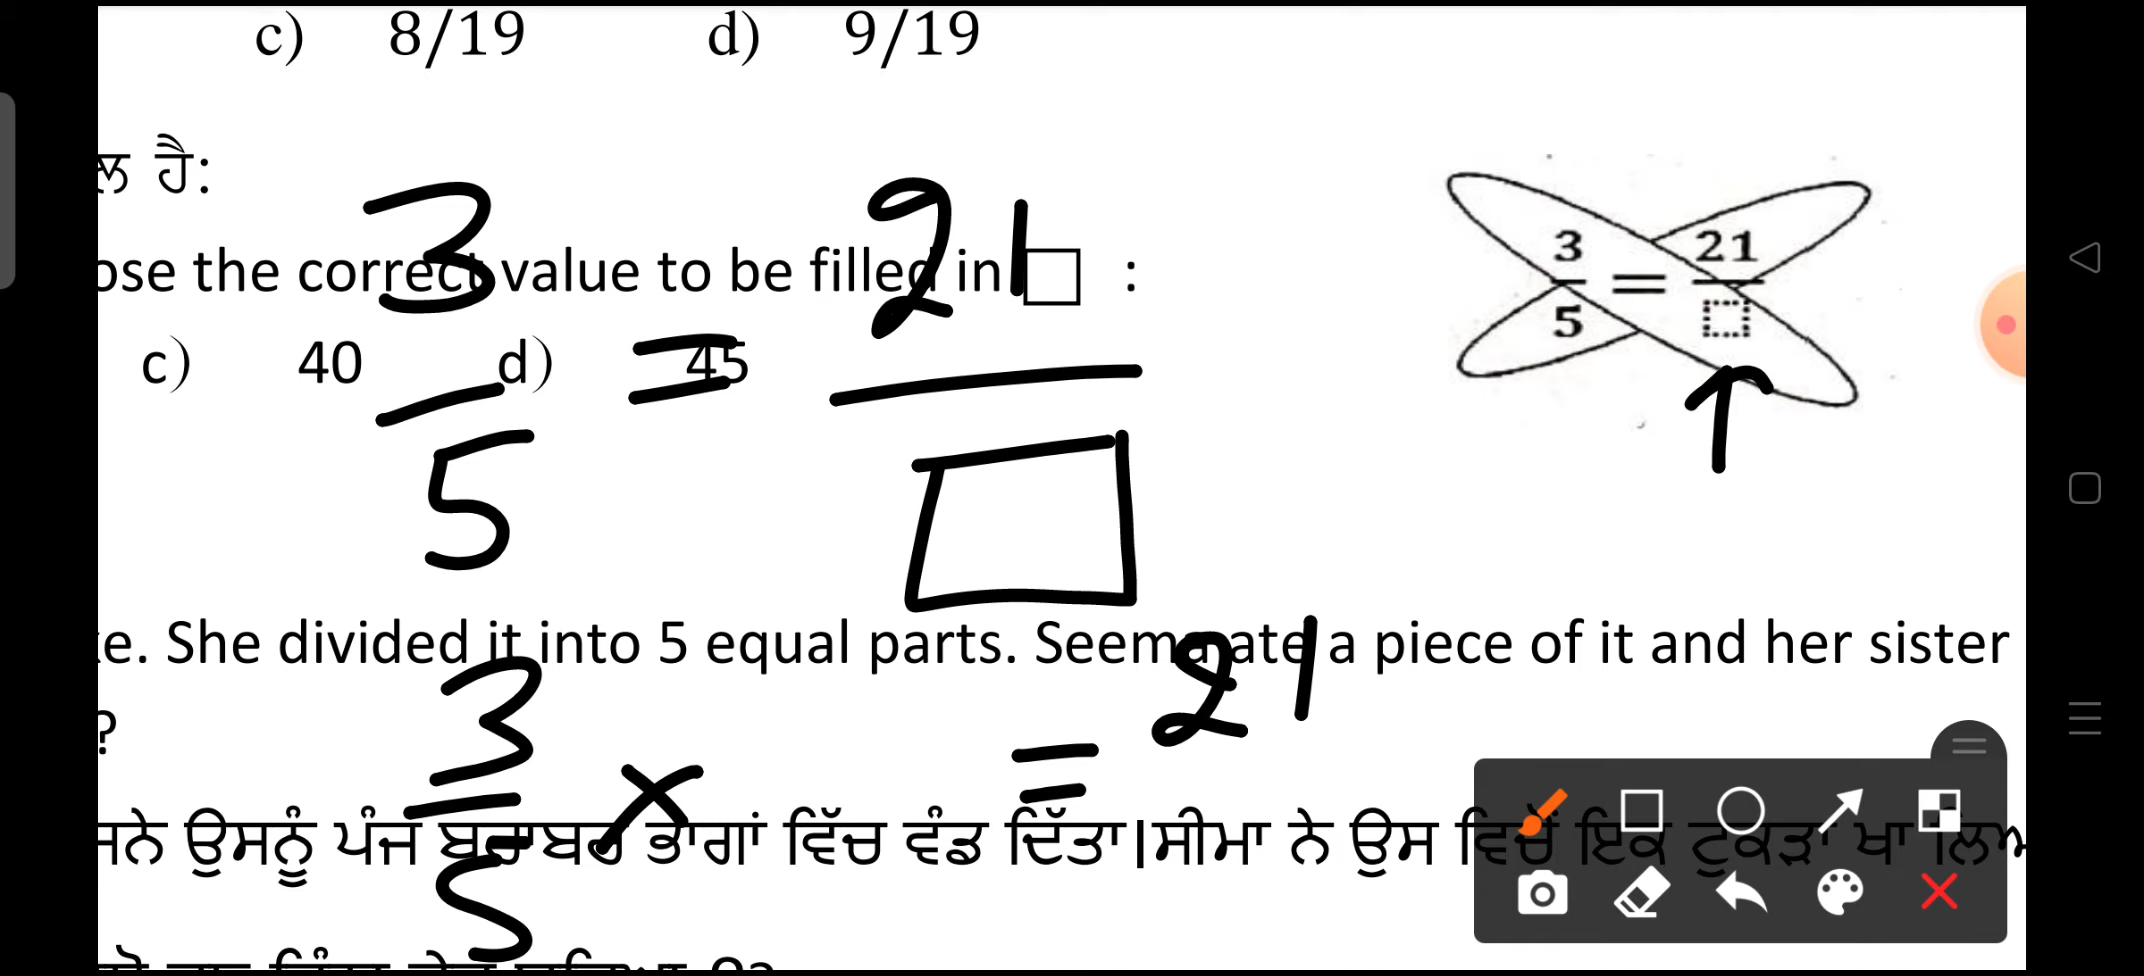 c) 8/19 d) 9/19
ਲ ਹੈ:
ose the correct value to be filled in □ :
3/5 = 21/□
c) 40 d) 45
3/5 = 21/□
e. She divided it into 5 equal parts. Seema ate a piece of it and her sister
?
3/5 × = 21
ਸਨੇ ਉਸਨੂੰ ਪੰਜ ਬਰਾਬਰ ਭਾਗਾਂ ਵਿੱਚ ਵੰਡ ਦਿੱਤਾ|ਸੀਮਾ ਨੇ ਉਸ ਵਿਚੋਂ ਇਕ ਟੁਕੜਾ ਖਾ